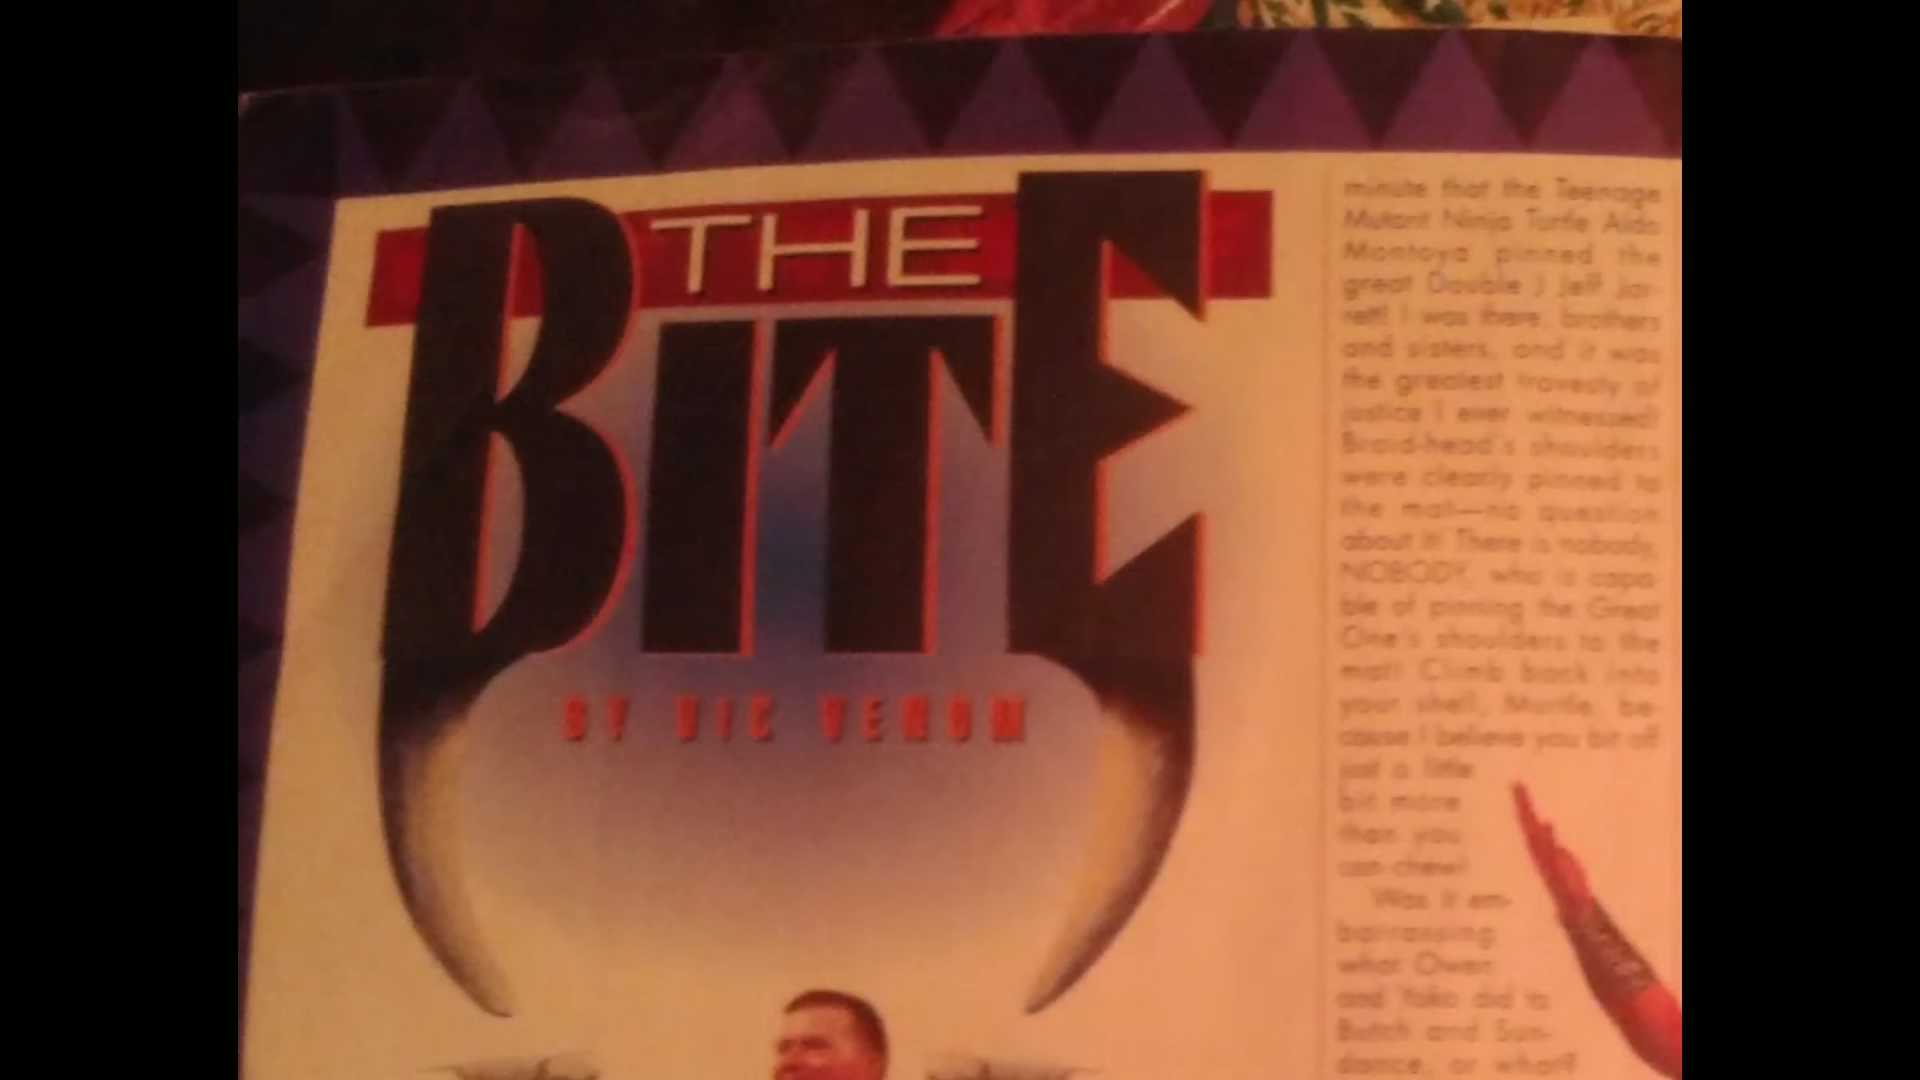 THE
BITE
BY VIC VENOM
minute that the Teenage
Mutant Ninja Turtle Aldo
Montoya pinned the
great Double J Jeff Jar-
rett! I was there, brothers
and sisters, and it was
the greatest travesty of
justice I ever witnessed!
Braid-head's shoulders
were clearly pinned to
the mat—no question
about it! There is nobody,
NOBODY, who is capa-
ble of pinning the Great
One's shoulders to the
mat! Climb back into
your shell, Myrtle, be-
cause I believe you bit off
just a little
bit more
than you
can chew!
Was it em-
barrassing
what Owen
and Yoko did to
Butch and Sun-
dance, or what?